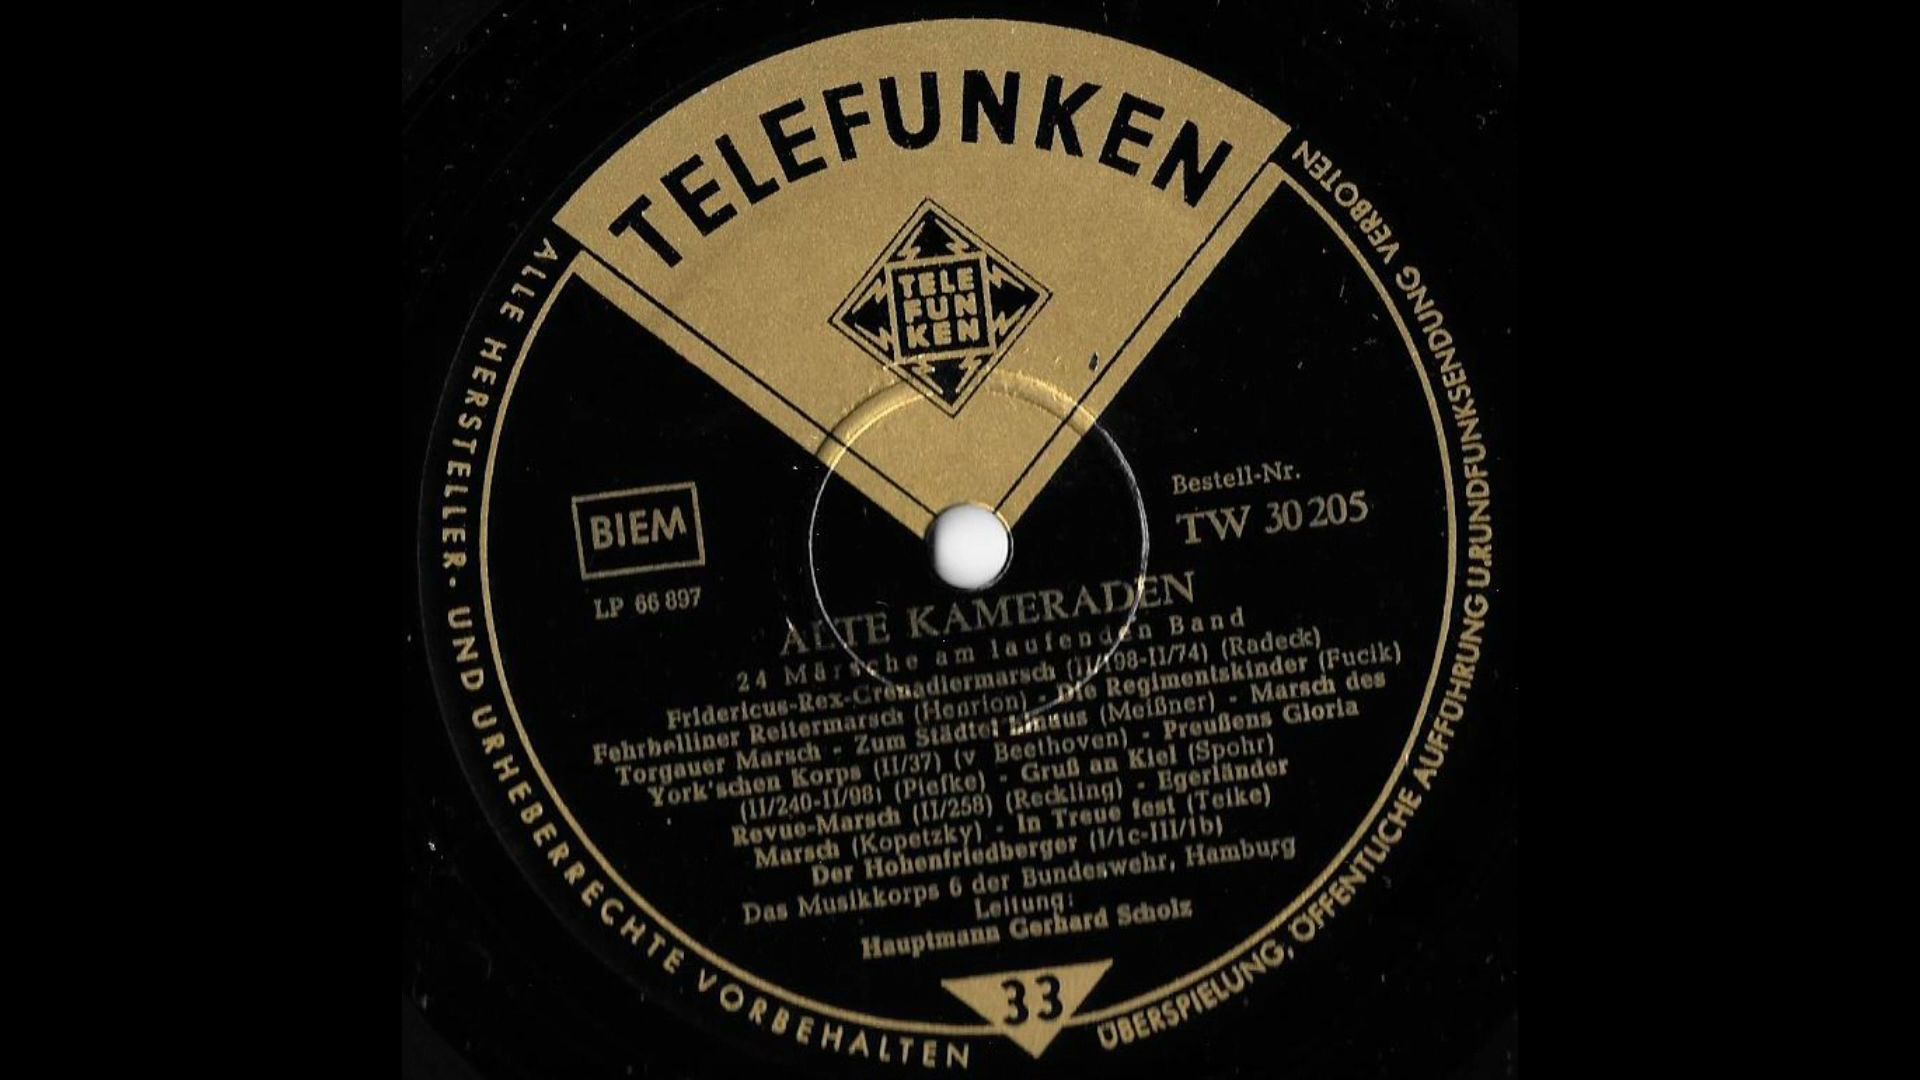 TELEFUNKEN
TELE
FUN
KEN
BIEM
LP 66 897
Bestell-Nr.
TW 30 205
ALTE KAMERADEN
24 Märsche am laufenden Band
Fridericus-Rex-Grenadiermarsch (II/198-II/74) (Radeck)
Fehrbelliner Reitermarsch (Henrion) - Die Regimentskinder (Fucik)
Torgauer Marsch - Zum Städtel hinaus (Meißner) - Marsch des
York'schen Korps (II/37) (v Beethoven) - Preußens Gloria
(II/240-II/98) (Piefke) - Gruß an Kiel (Spohr)
Revue-Marsch (II/258) (Reckling) - Egerländer
Marsch (Kopetzky) - In Treue fest (Teike)
Der Hohenfriedberger (I/1c-III/1b)
Das Musikkorps 6 der Bundeswehr, Hamburg
Leitung:
Hauptmann Gerhard Scholz
33
ALLE HERSTELLER- UND URHEBERRECHTE VORBEHALTEN
ÜBERSPIELUNG, ÖFFENTLICHE AUFFÜHRUNG U.RUNDFUNKSENDUNG VERBOTEN